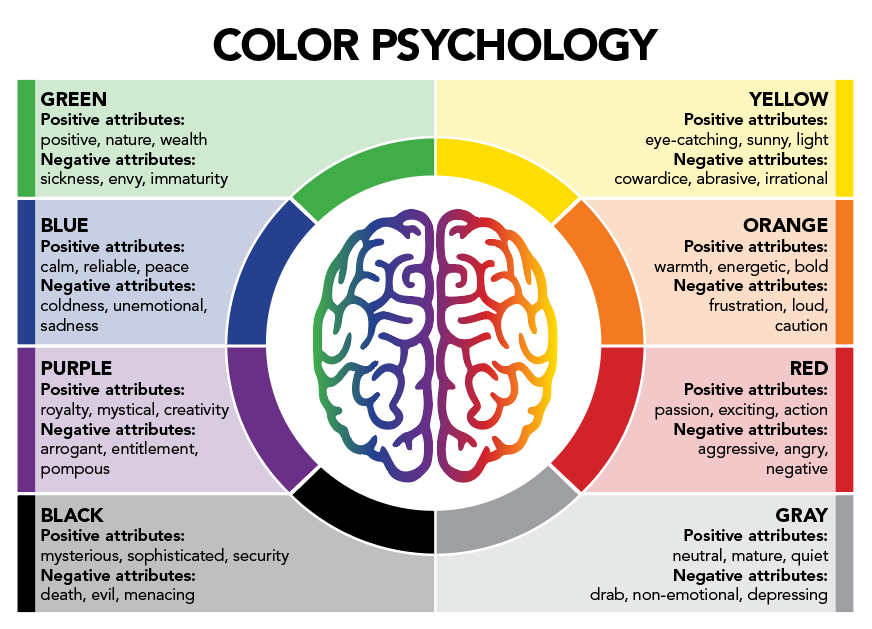 COLOR PSYCHOLOGY
GREEN
Positive attributes:
positive, nature, wealth
Negative attributes:
sickness, envy, immaturity
YELLOW
Positive attributes:
eye-catching, sunny, light
Negative attributes:
cowardice, abrasive, irrational
BLUE
Positive attributes:
calm, reliable, peace
Negative attributes:
coldness, unemotional,
sadness
ORANGE
Positive attributes:
warmth, energetic, bold
Negative attributes:
frustration, loud,
caution
PURPLE
Positive attributes:
royalty, mystical, creativity
Negative attributes:
arrogant, entitlement,
pompous
RED
Positive attributes:
passion, exciting, action
Negative attributes:
aggressive, angry,
negative
BLACK
Positive attributes:
mysterious, sophisticated, security
Negative attributes:
death, evil, menacing
GRAY
Positive attributes:
neutral, mature, quiet
Negative attributes:
drab, non-emotional, depressing